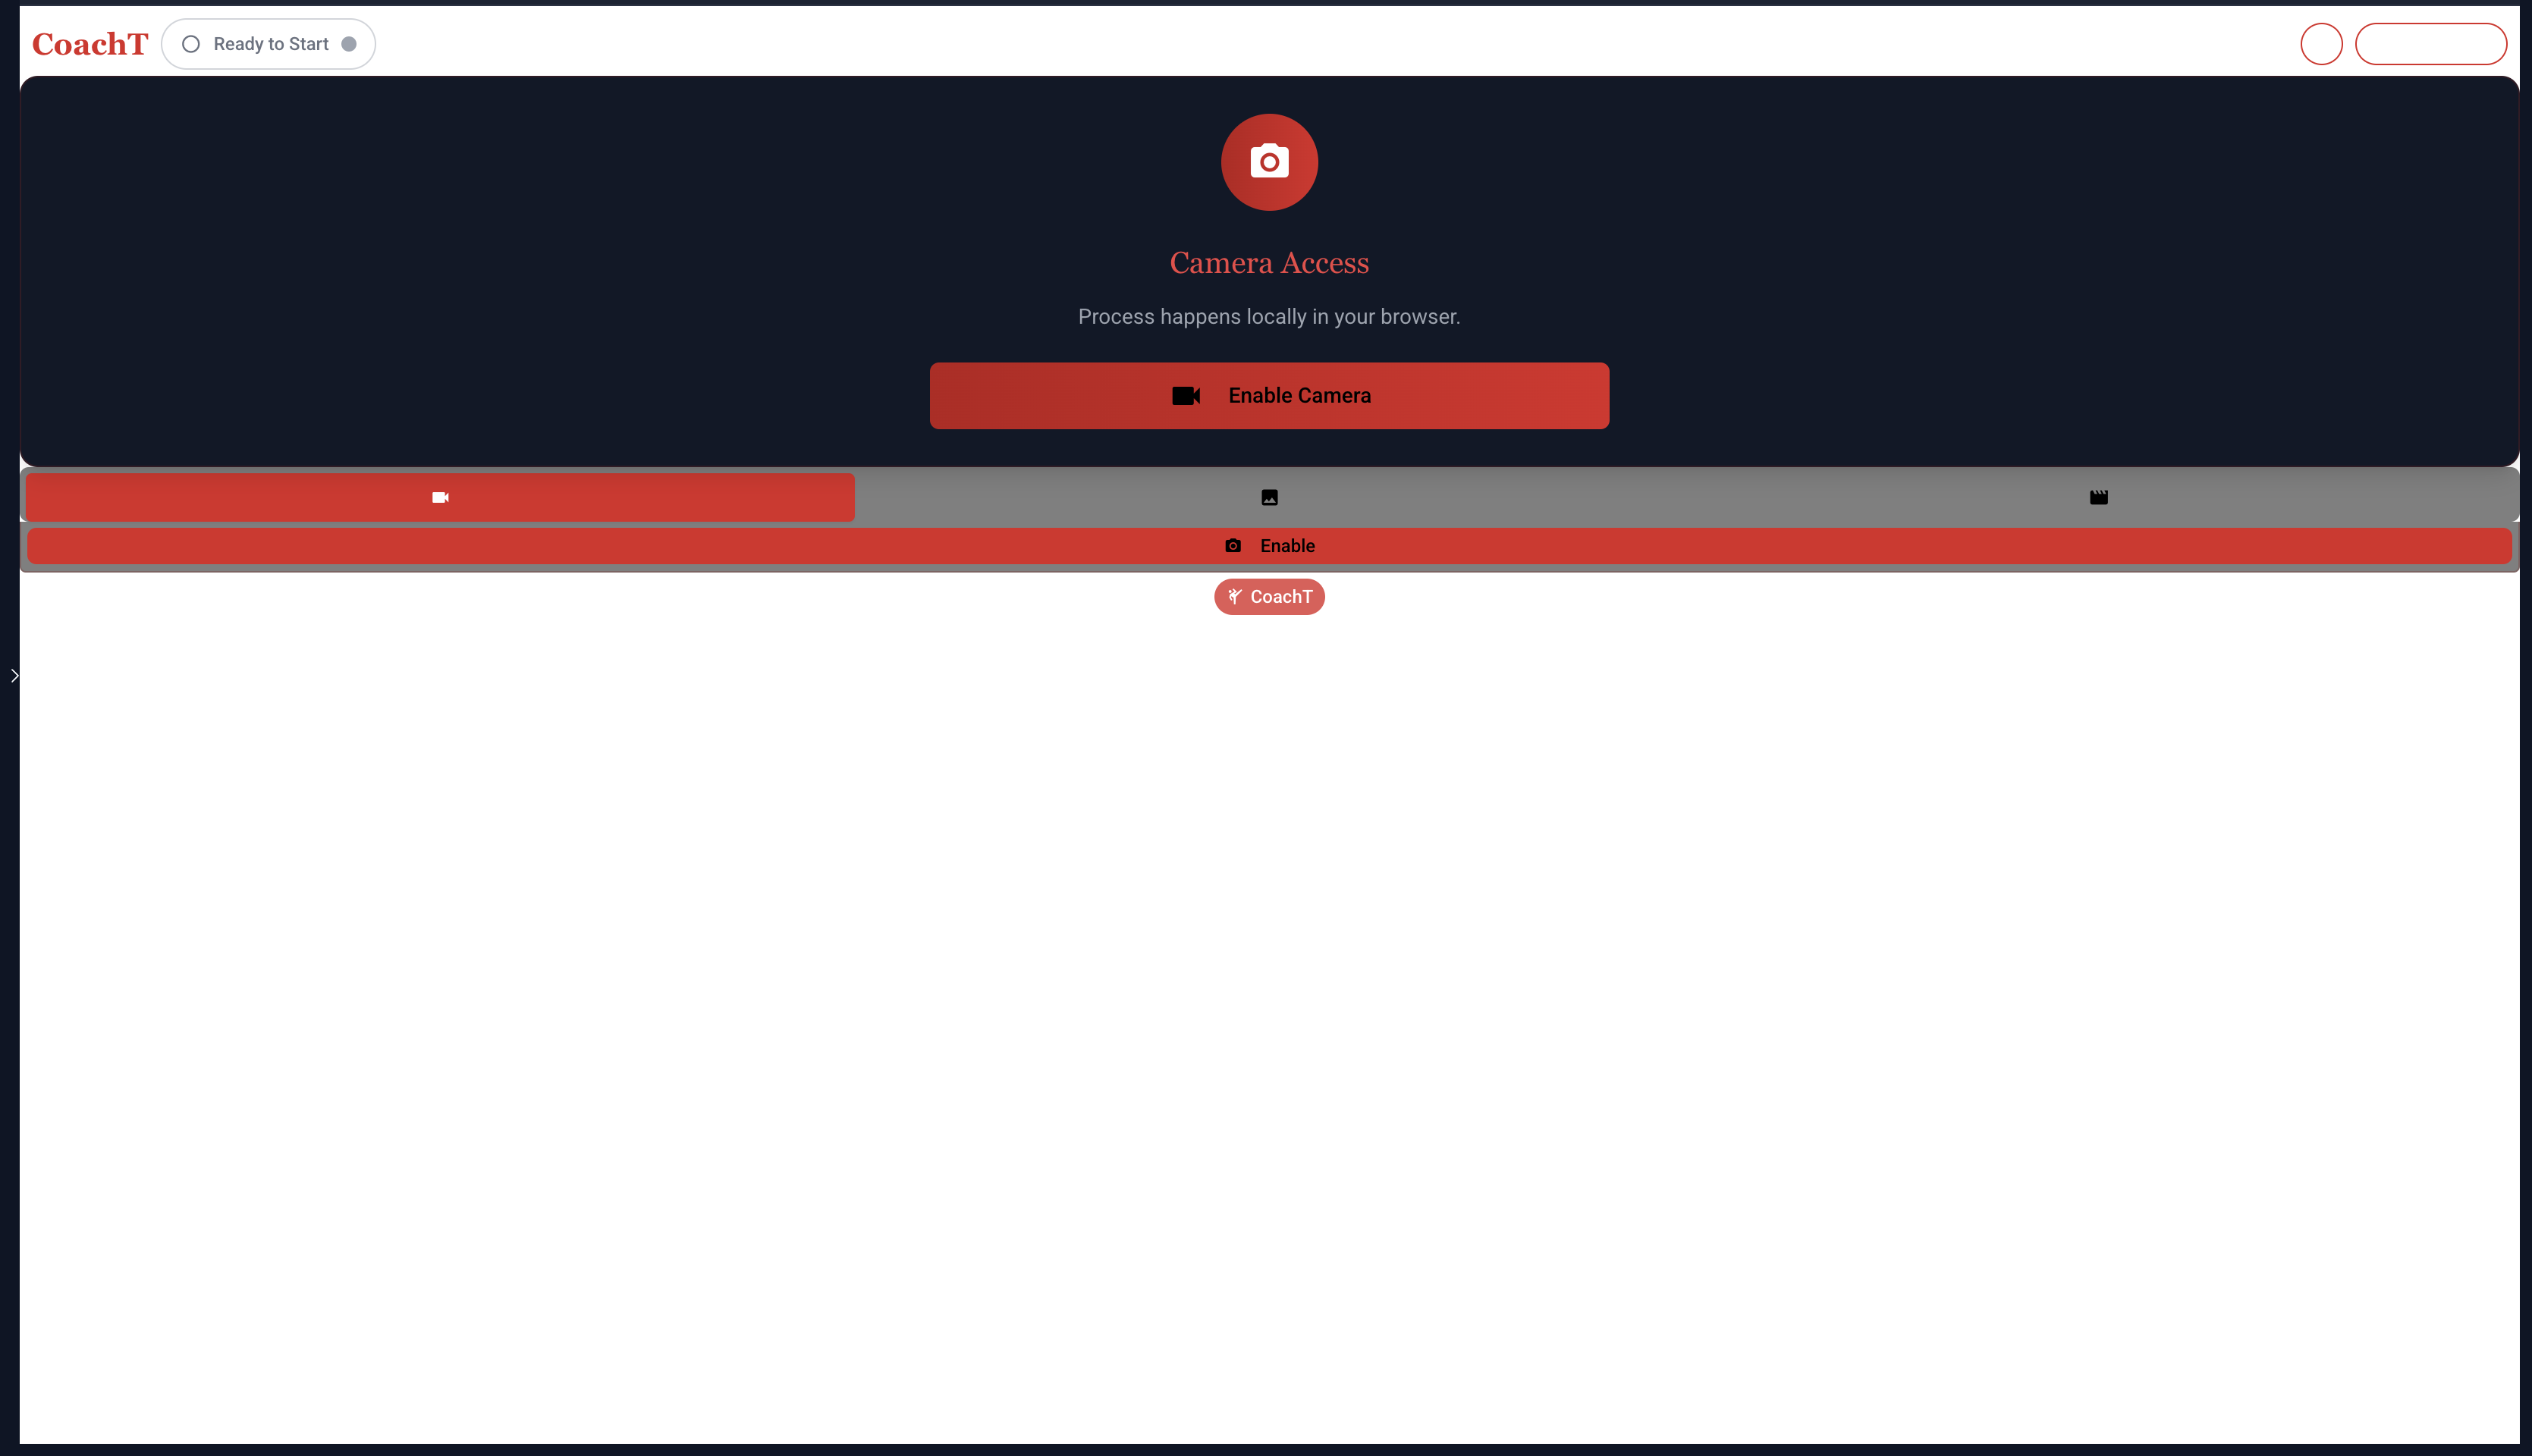 CoachT
Ready to Start
Camera Access
Process happens locally in your browser.
Enable Camera
Enable
CoachT